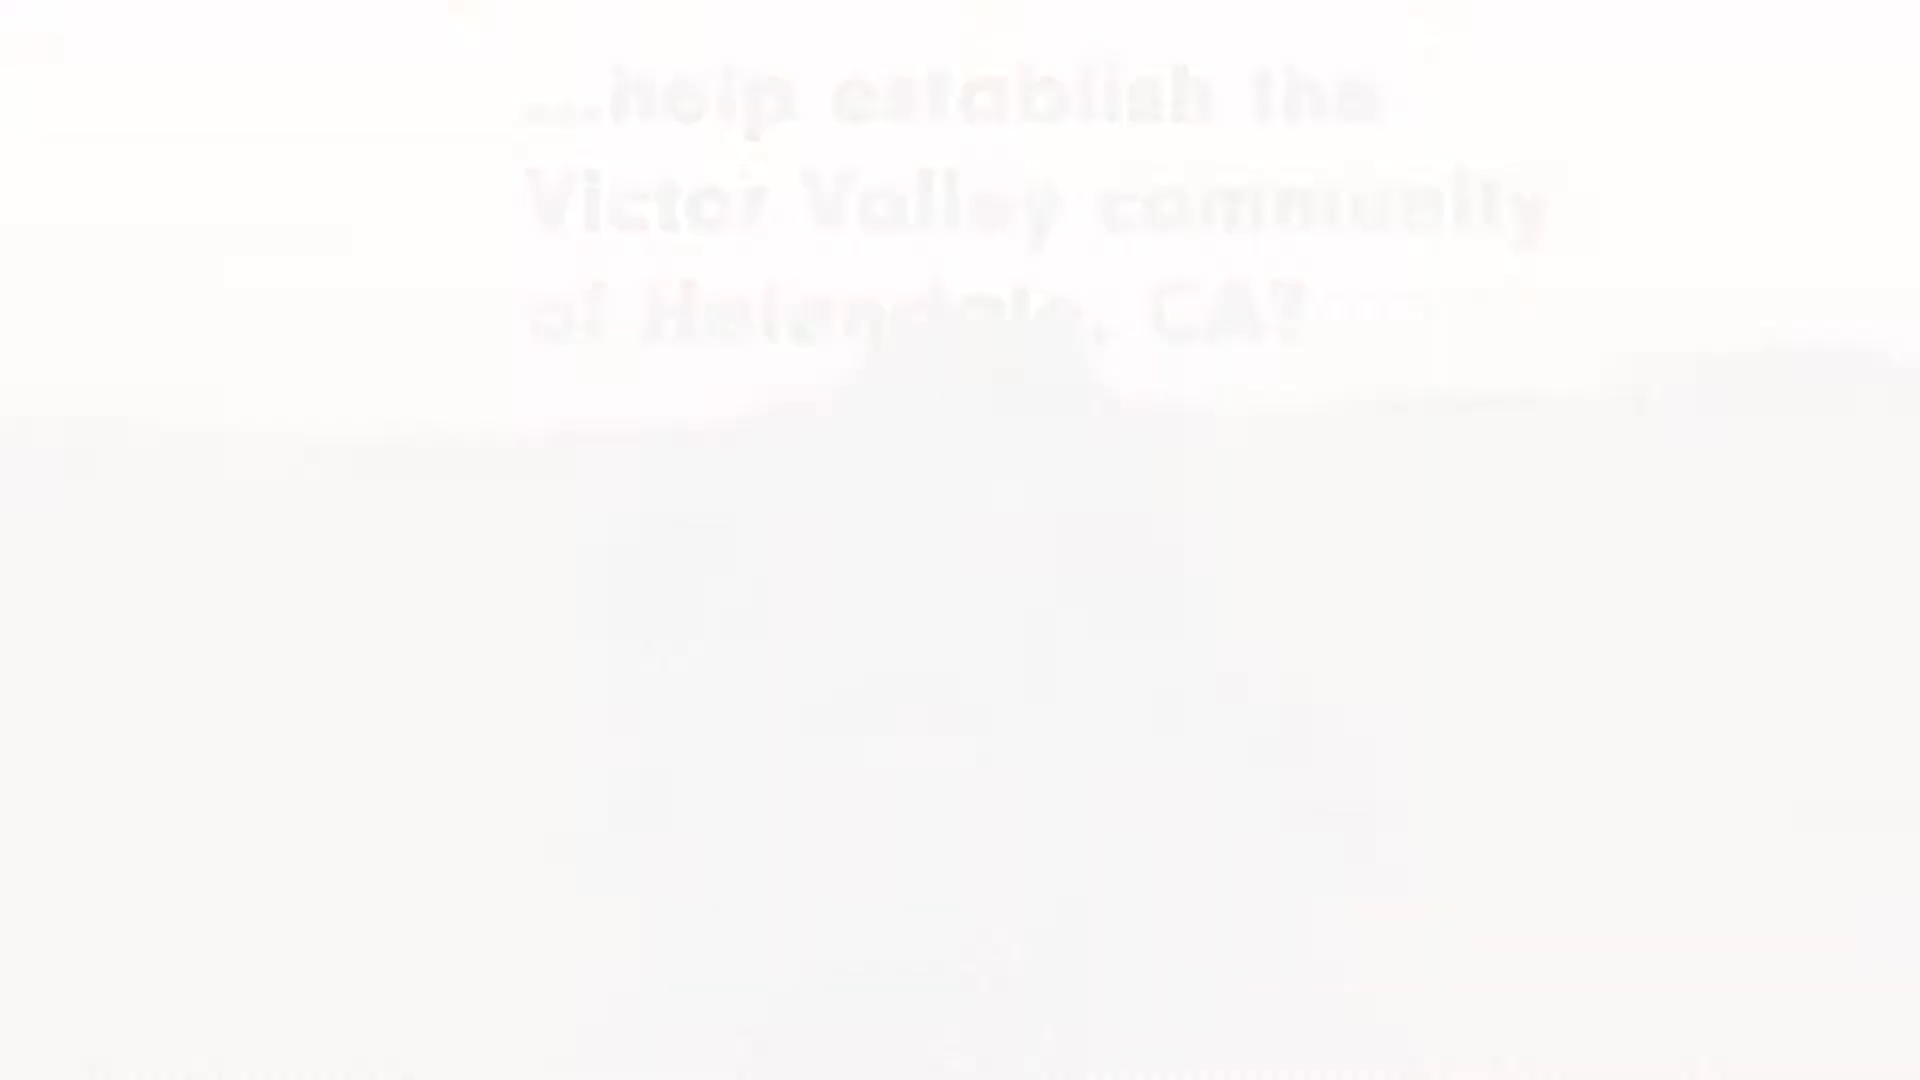 ...help establish the
Victor Valley community
of Helendale, CA?